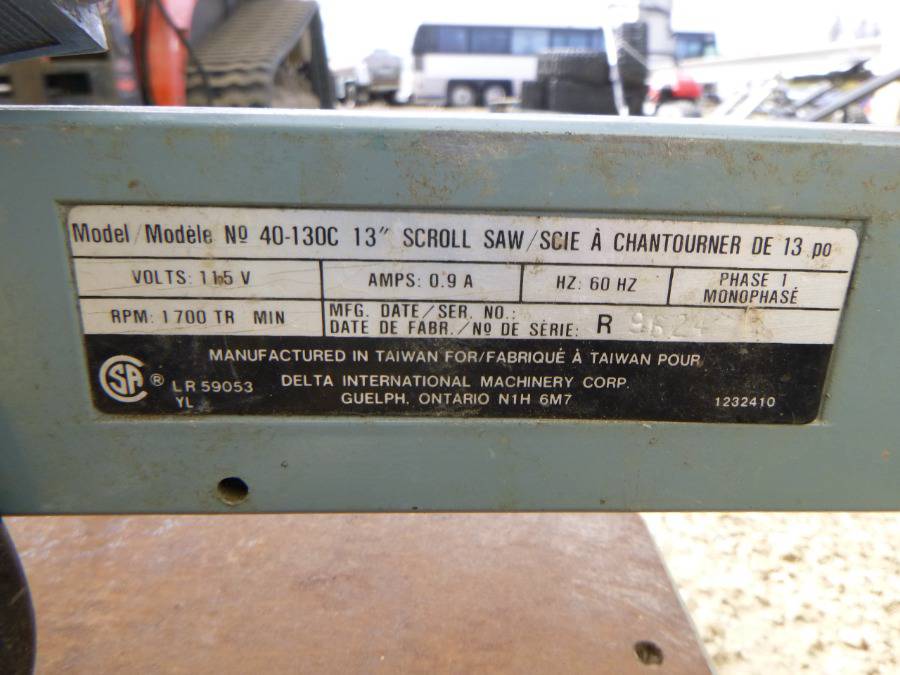 Model/Modèle Nº 40-130C 13" SCROLL SAW/SCIE À CHANTOURNER DE 13 po
VOLTS: 115 V AMPS: 0.9 A HZ: 60 HZ PHASE 1
MONOPHASÉ
RPM: 1700 TR MIN
MFG. DATE/SER. NO.:
DATE DE FABR./Nº DE SÉRIE: R
MANUFACTURED IN TAIWAN FOR/FABRIQUÉ À TAIWAN POUR
DELTA INTERNATIONAL MACHINERY CORP.
GUELPH, ONTARIO N1H 6M7
CSA ® LR 59053
YL
1232410